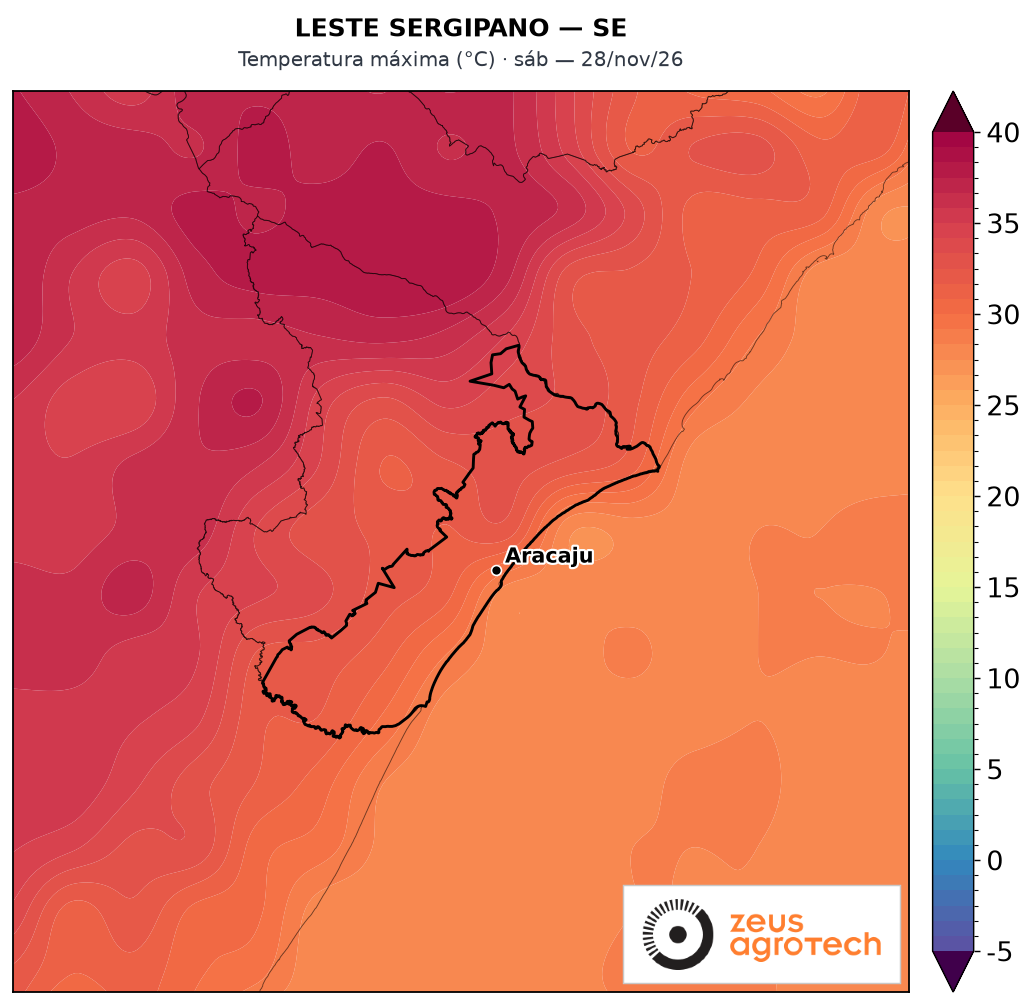 LESTE SERGIPANO — SE
Temperatura máxima (°C) · sáb — 28/nov/26
40
35
30
25
20
15
10
5
0
-5
Aracaju
zeus
agrotech